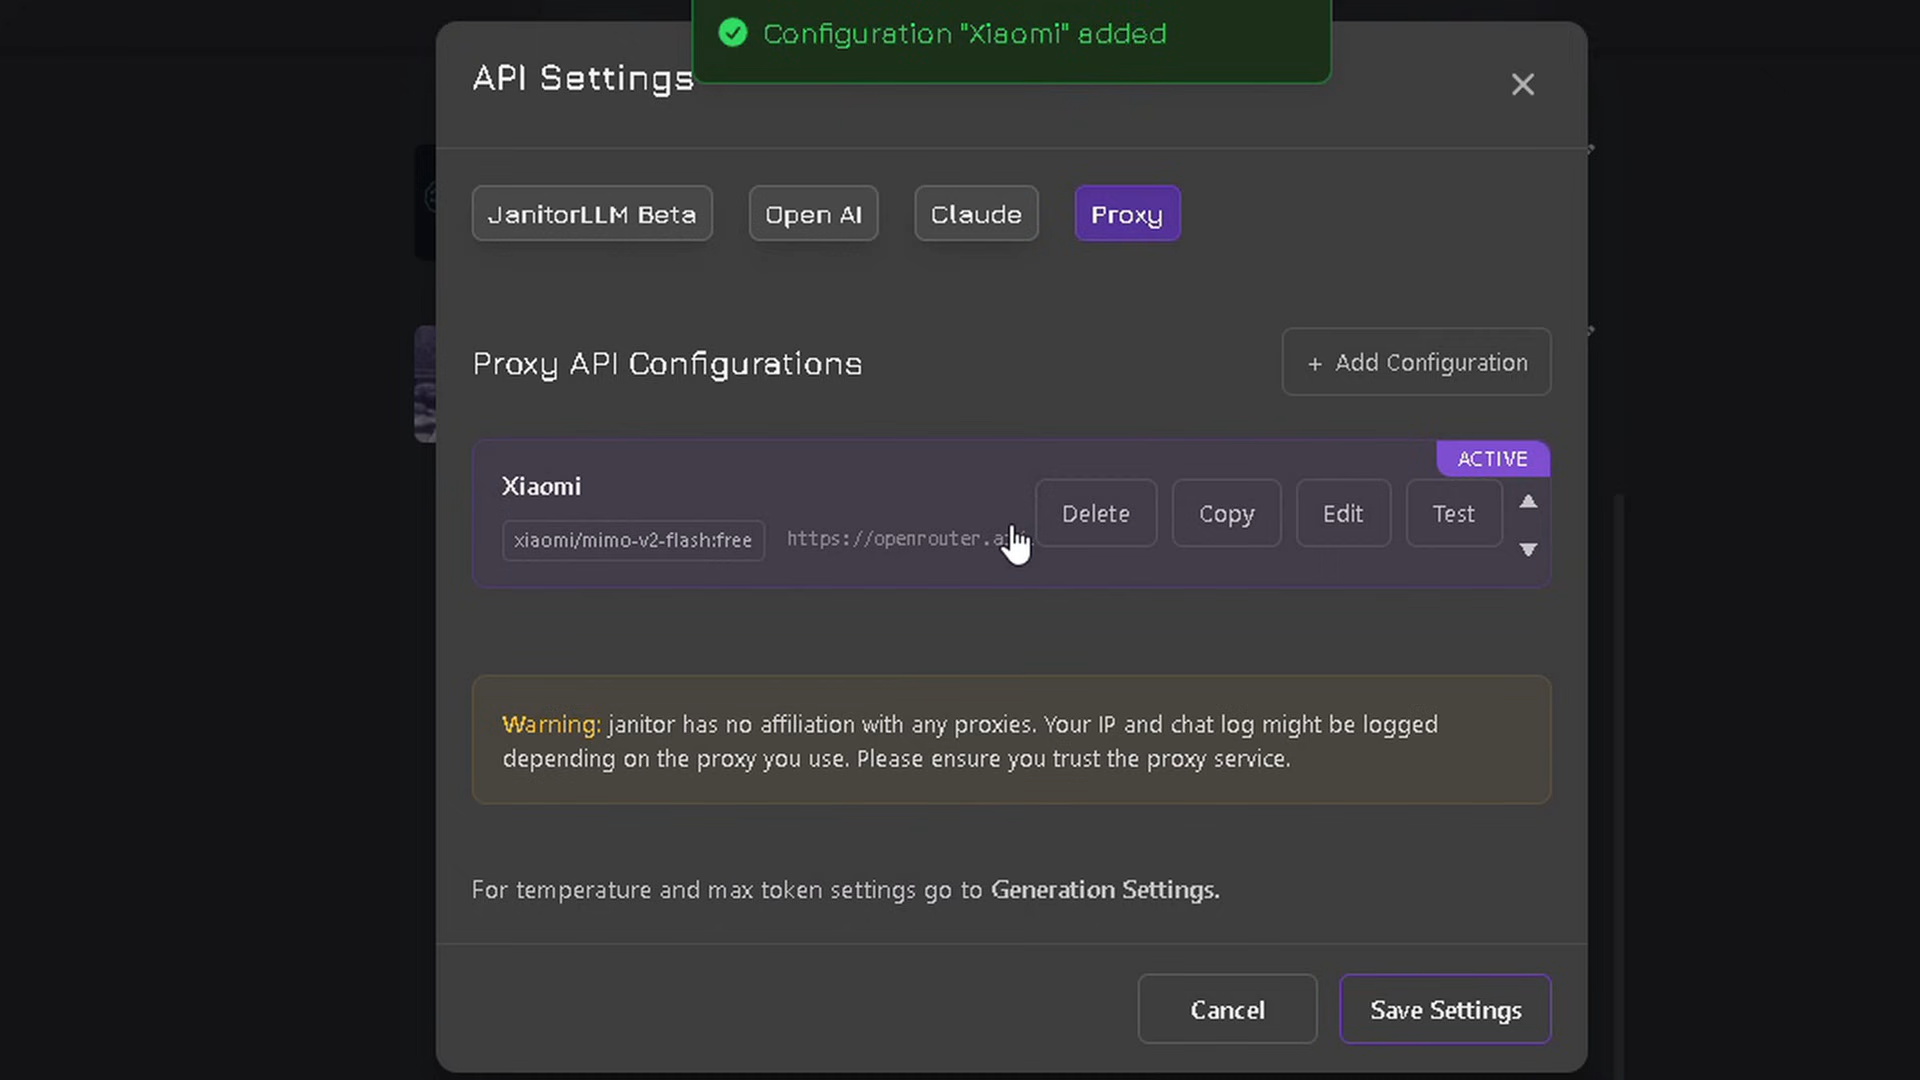 Configuration "Xiaomi" added
API Settings
JanitorLLM Beta
Open AI
Claude
Proxy
Proxy API Configurations
+ Add Configuration
ACTIVE
Xiaomi
Delete
Copy
Edit
Test
xiaomi/mimo-v2-flash:free
https://openrouter.a
Warning: janitor has no affiliation with any proxies. Your IP and chat log might be logged
depending on the proxy you use. Please ensure you trust the proxy service.
For temperature and max token settings go to Generation Settings.
Cancel
Save Settings